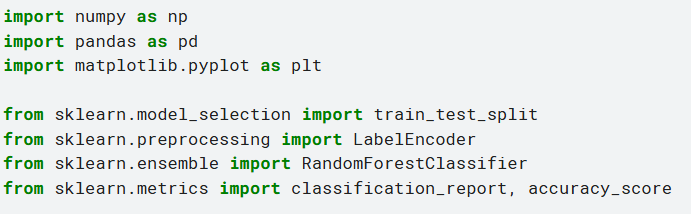 import numpy as np
import pandas as pd
import matplotlib.pyplot as plt
from sklearn.model_selection import train_test_split
from sklearn.preprocessing import LabelEncoder
from sklearn.ensemble import RandomForestClassifier
from sklearn.metrics import classification_report, accuracy_score